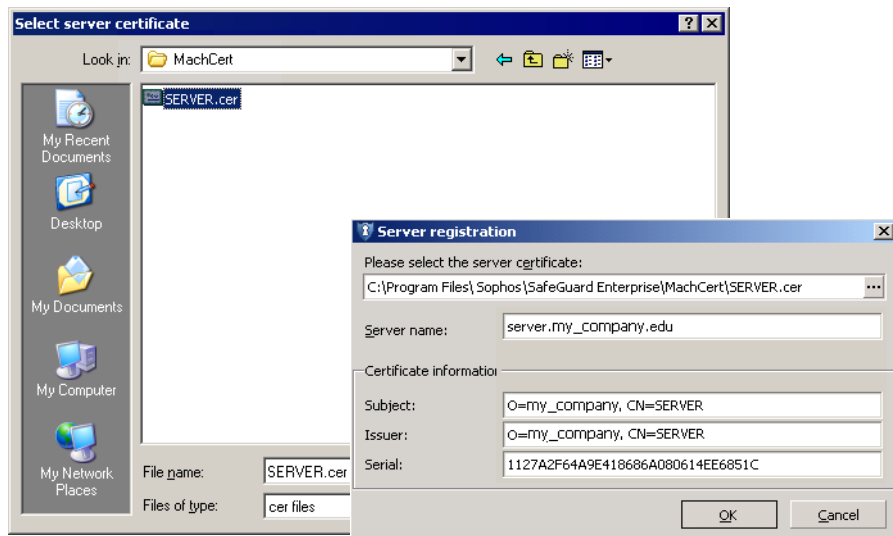 Select server certificate
Look in: MachCert
SERVER.cer
My Recent
Documents
Desktop
My Documents
My Computer
My Network
Places
File name: SERVER.cer
Files of type: cer files
Server registration
Please select the server certificate:
C:\Program Files\ Sophos\SafeGuard Enterprise\MachCert\SERVER.cer ...
Server name: server.my_company.edu
Certificate information
Subject: O=my_company, CN=SERVER
Issuer: O=my_company, CN=SERVER
Serial: 1127A2F64A9E418686A080614EE6851C
OK Cancel